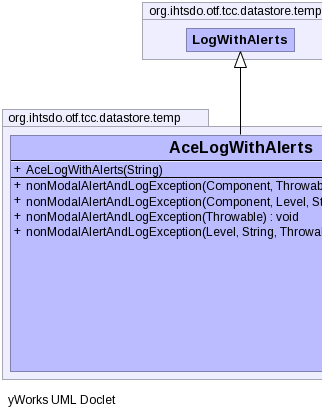 org.ihtsdo.otf.tcc.datastore.temp
LogWithAlerts
org.ihtsdo.otf.tcc.datastore.temp
AceLogWithAlerts
+ AceLogWithAlerts(String)
+ nonModalAlertAndLogException(Component, Throwab
+ nonModalAlertAndLogException(Component, Level, St
+ nonModalAlertAndLogException(Throwable) : void
+ nonModalAlertAndLogException(Level, String, Throwa
yWorks UML Doclet